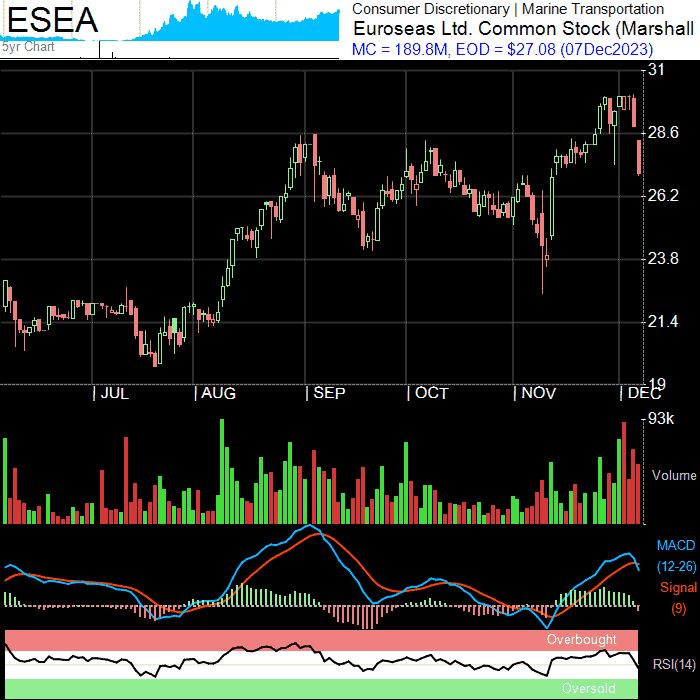 ESEA
5yr Chart
Consumer Discretionary | Marine Transportation
Euroseas Ltd. Common Stock (Marshall
MC = 189.8M, EOD = $27.08 (07Dec2023)
31
28.6
26.2
23.8
21.4
19
| JUL | AUG | SEP | OCT | NOV | DEC
93k
Volume
MACD
(12-26)
Signal
(9)
Overbought
RSI(14)
Oversold